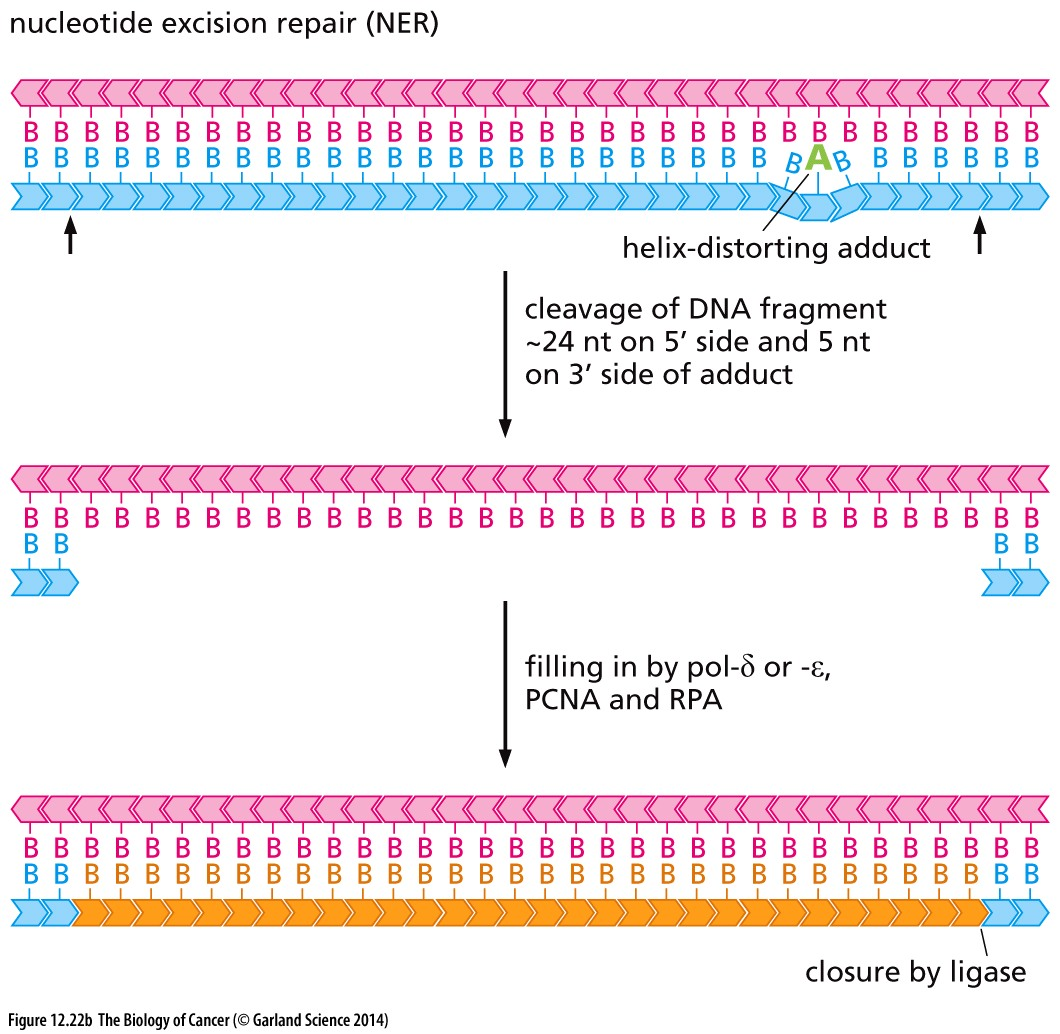 nucleotide excision repair (NER)
B B B B B B B B B B B B B B B B B B B B B B B B B B B B B B B B B B
B B B B B B B B B B B B B B B B B B B B B B B B B B A B B B B B B B
helix-distorting adduct
cleavage of DNA fragment
~24 nt on 5′ side and 5 nt
on 3′ side of adduct
B B B B B B B B B B B B B B B B B B B B B B B B B B B B B B B B B B
B B B B
filling in by pol-δ or -ε,
PCNA and RPA
B B B B B B B B B B B B B B B B B B B B B B B B B B B B B B B B B B
B B B B B B B B B B B B B B B B B B B B B B B B B B B B B B B B B B
closure by ligase
Figure 12.22b The Biology of Cancer (© Garland Science 2014)